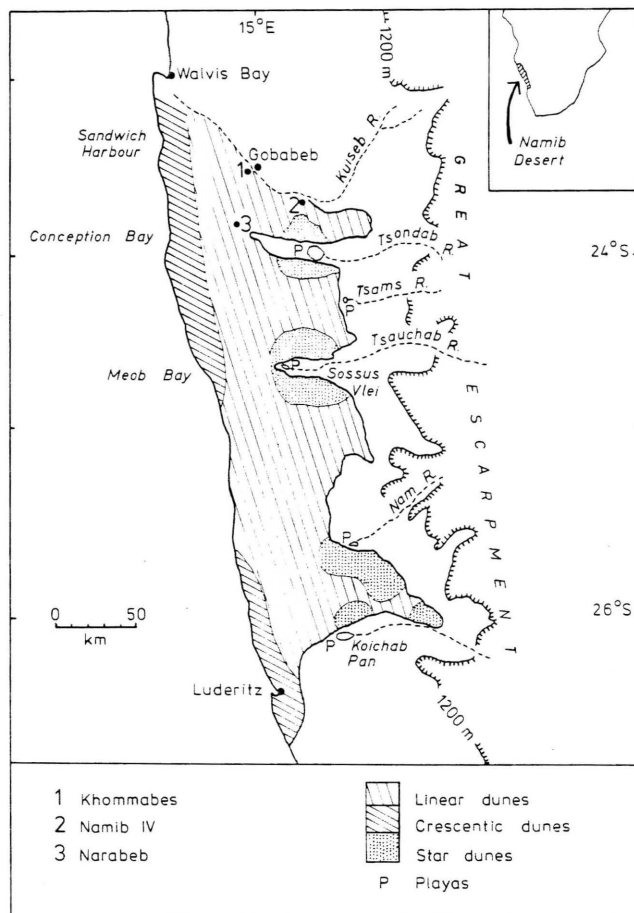 15°E
1200 m
Walvis Bay
Namib
Desert
Sandwich
Harbour
Kuiseb R.
Gobabeb
1
2
3
GREAT
Conception Bay
Tsondab R.
24°S
P
Tsams R.
P
Tsauchab R.
Meob Bay
P
Sossus
Vlei
ESCARPMENT
Nam R.
P
0 50
km
26°S
P
Koichab
Pan
Luderitz
1200 m
1 Khommabes
2 Namib IV
3 Narabeb
Linear dunes
Crescentic dunes
Star dunes
P Playas